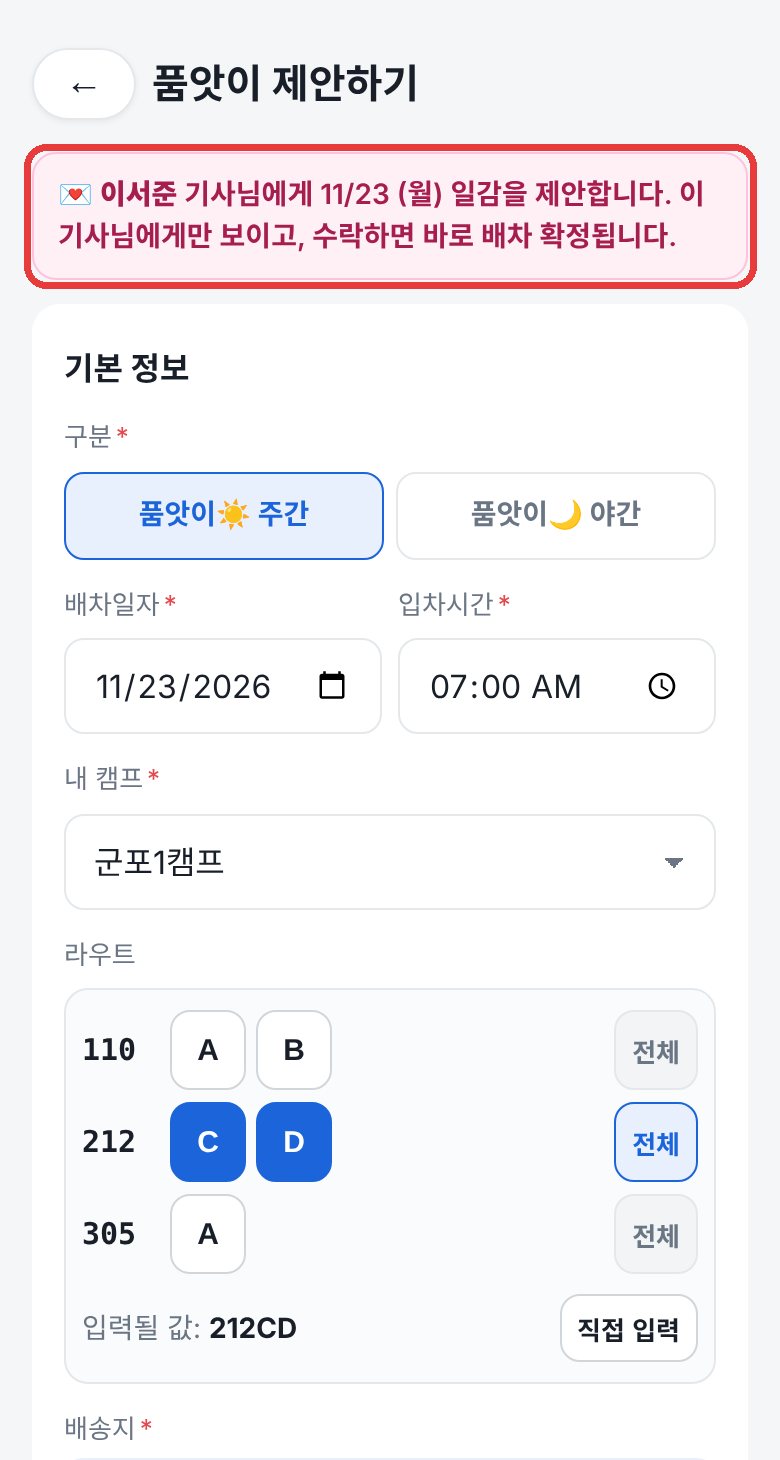 ← 품앗이 제안하기
💌 이서준 기사님에게 11/23 (월) 일감을 제안합니다. 이
기사님에게만 보이고, 수락하면 바로 배차 확정됩니다.
기본 정보
구분 *
품앗이☀️ 주간 품앗이🌙 야간
배차일자 * 입차시간 *
11/23/2026 07:00 AM
내 캠프 *
군포1캠프
라우트
110 A B 전체
212 C D 전체
305 A 전체
입력될 값: 212CD 직접 입력
배송지 *